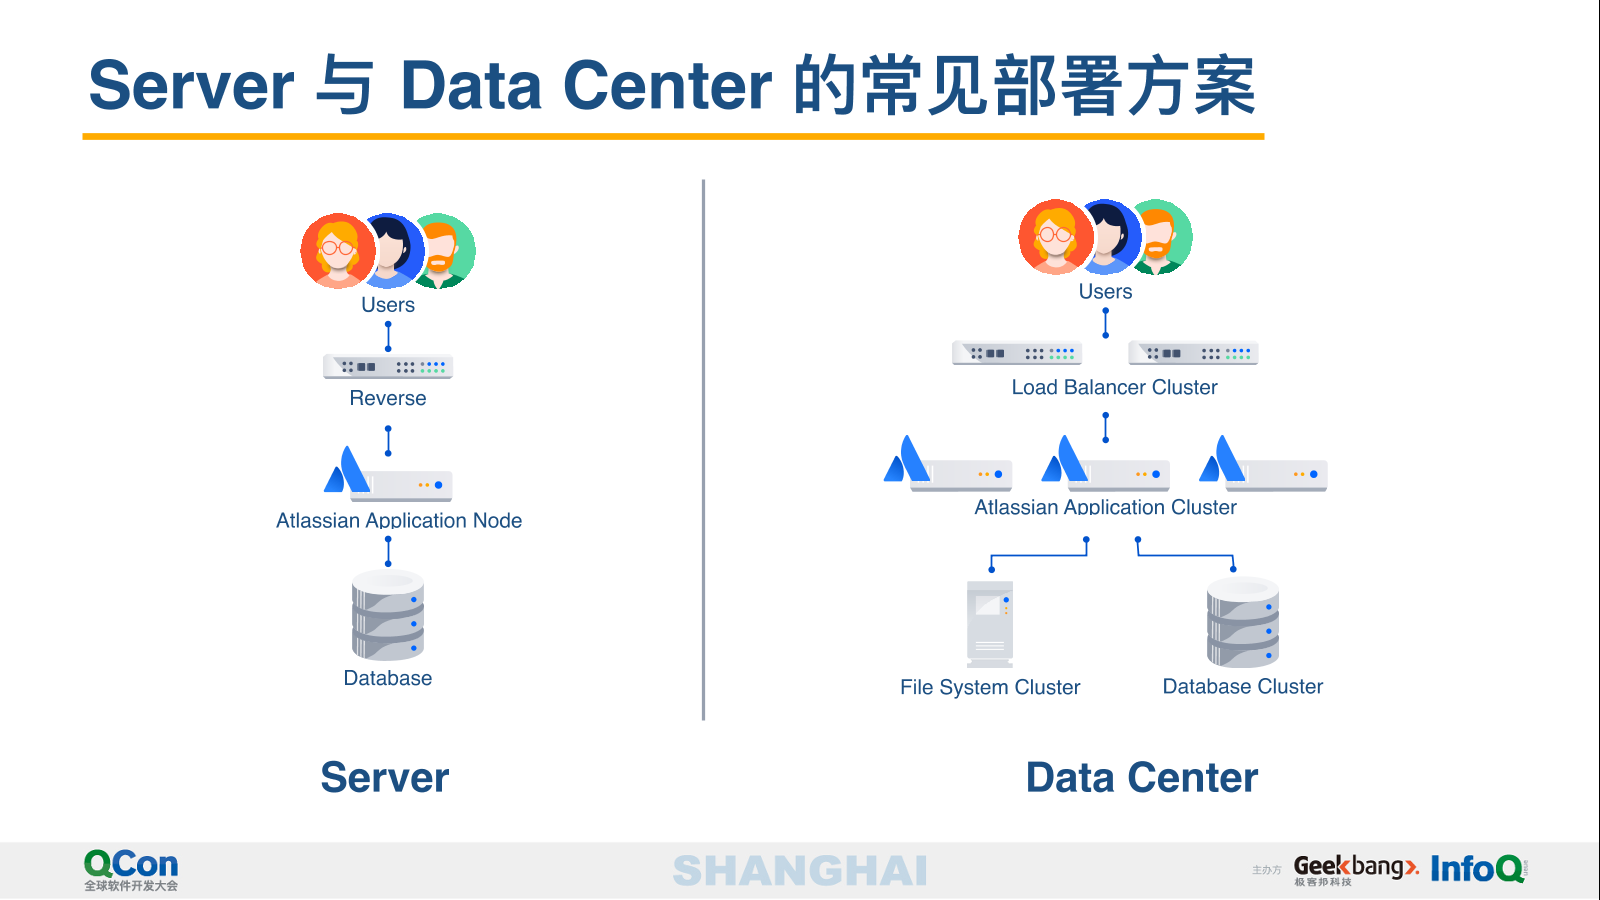 Server 与 Data Center 的常见部署方案
Users
Reverse
Atlassian Application Node
Database
Server
Users
Load Balancer Cluster
Atlassian Application Cluster
File System Cluster
Database Cluster
Data Center
QCon
全球软件开发大会
SHANGHAI
主办方
Geekbang
极客邦科技
InfoQ